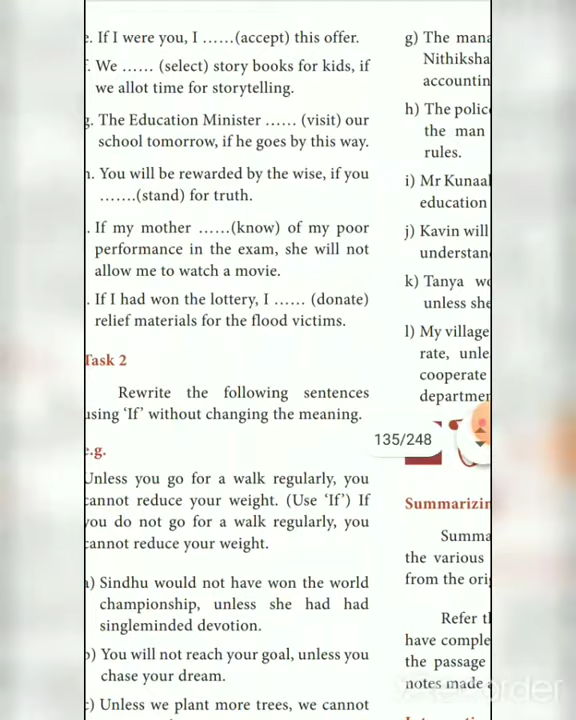 . If I were you, I ......(accept) this offer.
. We ...... (select) story books for kids, if
we allot time for storytelling.
g. The Education Minister ...... (visit) our
school tomorrow, if he goes by this way.
. You will be rewarded by the wise, if you
.......(stand) for truth.
. If my mother ......(know) of my poor
performance in the exam, she will not
allow me to watch a movie.
. If I had won the lottery, I ...... (donate)
relief materials for the flood victims.
Task 2
Rewrite the following sentences
using ‘If’ without changing the meaning.
e.g.
Unless you go for a walk regularly, you
cannot reduce your weight. (Use ‘If’) If
you do not go for a walk regularly, you
cannot reduce your weight.
a) Sindhu would not have won the world
championship, unless she had had
singleminded devotion.
b) You will not reach your goal, unless you
chase your dream.
c) Unless we plant more trees, we cannot
g) The mana
Nithiksha
accountin
h) The polic
the man
rules.
i) Mr Kunaal
education
j) Kavin will
understan
k) Tanya wo
unless she
l) My village
rate, unle
cooperate
departmen
135/248
Summarizin
Summa
the various
from the ori
Refer t
have comple
the passage
notes made a
ecorder